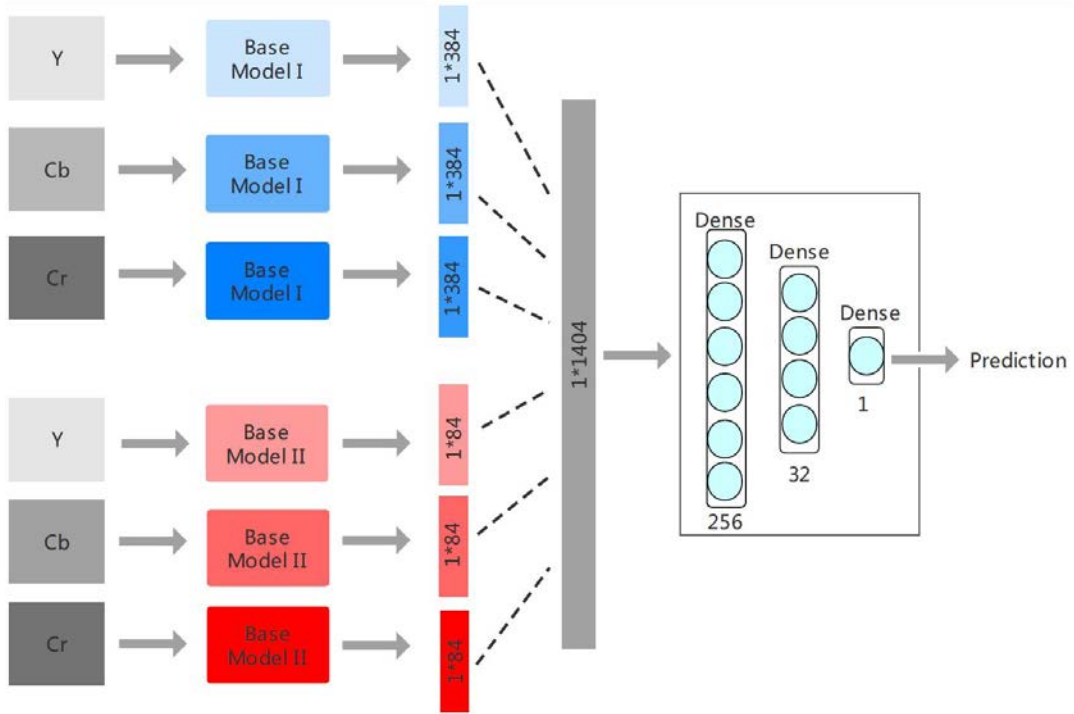 Y
Base
Model I
1*384
Cb
Base
Model I
1*384
Cr
Base
Model I
1*384
Y
Base
Model II
1*84
Cb
Base
Model II
1*84
Cr
Base
Model II
1*84
1*1404
Dense
256
Dense
32
Dense
1
Prediction